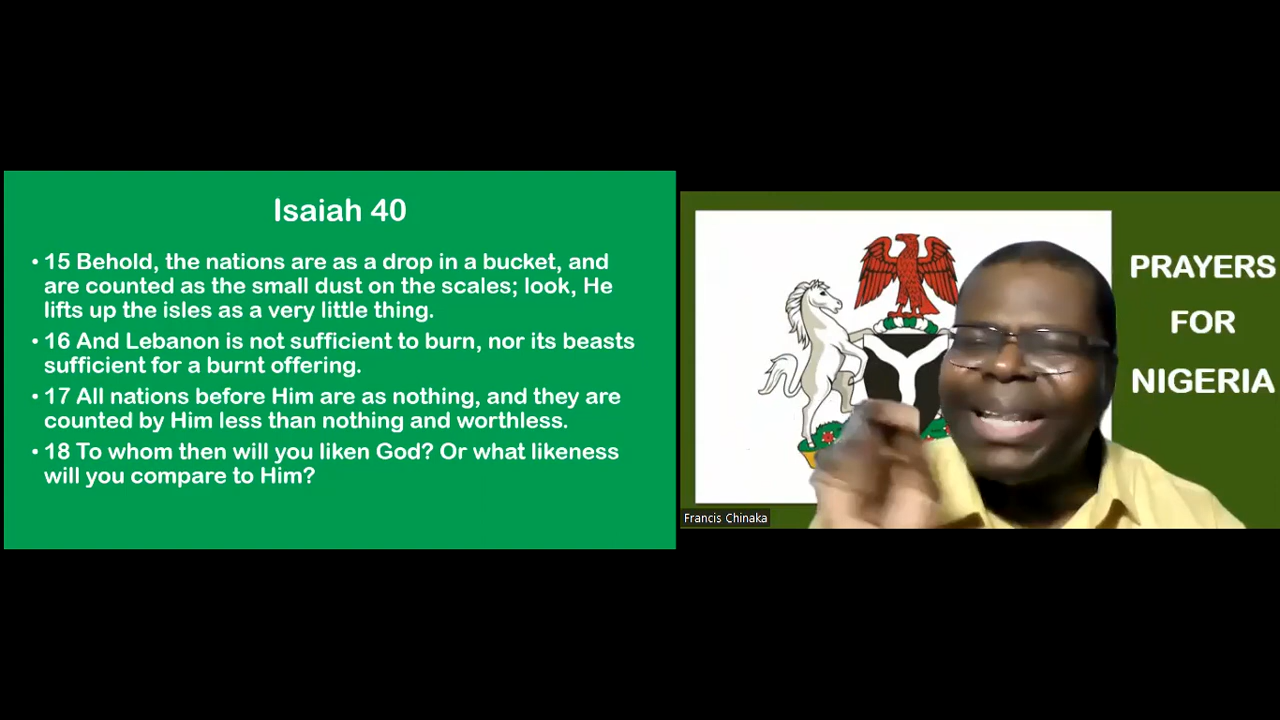 Isaiah 40
• 15 Behold, the nations are as a drop in a bucket, and
are counted as the small dust on the scales; look, He
lifts up the isles as a very little thing.
• 16 And Lebanon is not sufficient to burn, nor its beasts
sufficient for a burnt offering.
• 17 All nations before Him are as nothing, and they are
counted by Him less than nothing and worthless.
• 18 To whom then will you liken God? Or what likeness
will you compare to Him?
PRAYERS
FOR
NIGERIA
Francis Chinaka